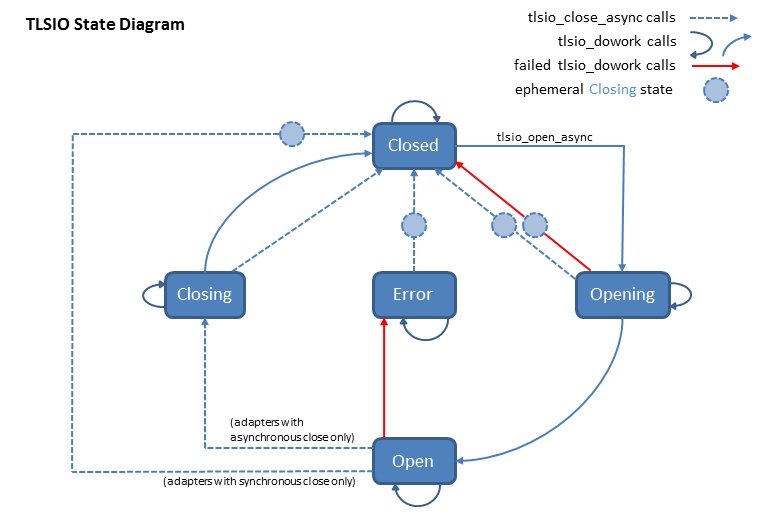 TLSIO State Diagram
tlsio_close_async calls
tlsio_dowork calls
failed tlsio_dowork calls
ephemeral Closing state
Closed
tlsio_open_async
Closing
Error
Opening
(adapters with
asynchronous close only)
Open
(adapters with synchronous close only)